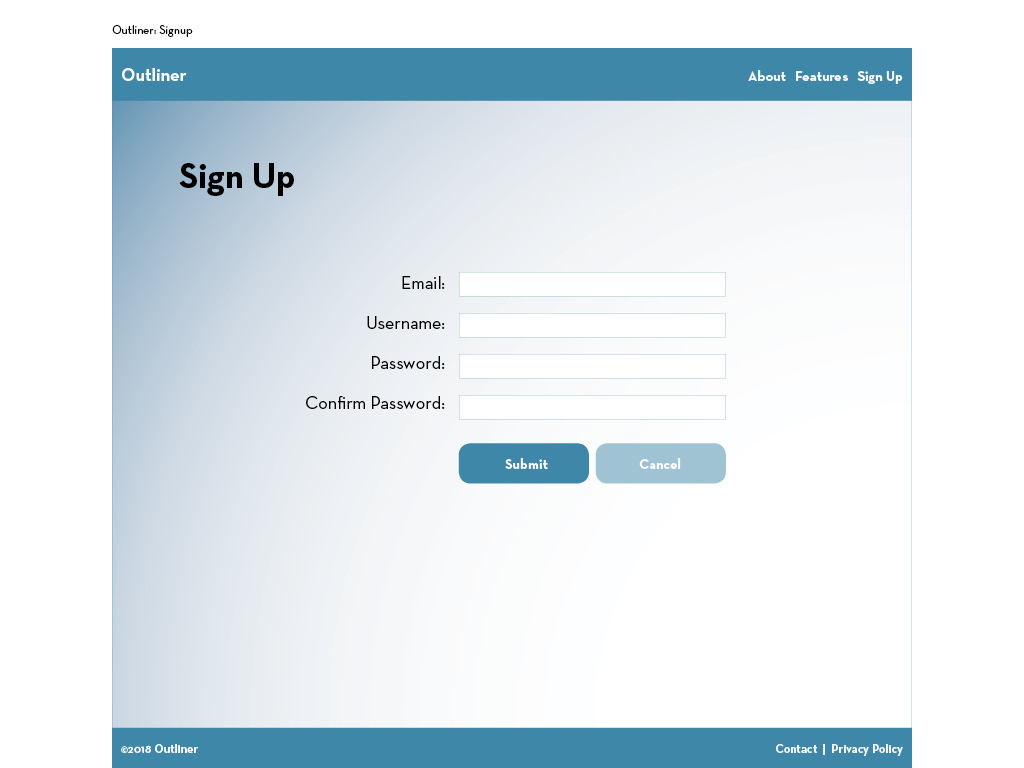 Outliner: Signup
Outliner
About Features Sign Up
Sign Up
Email:
Username:
Password:
Confirm Password:
Submit Cancel
©2018 Outliner
Contact | Privacy Policy